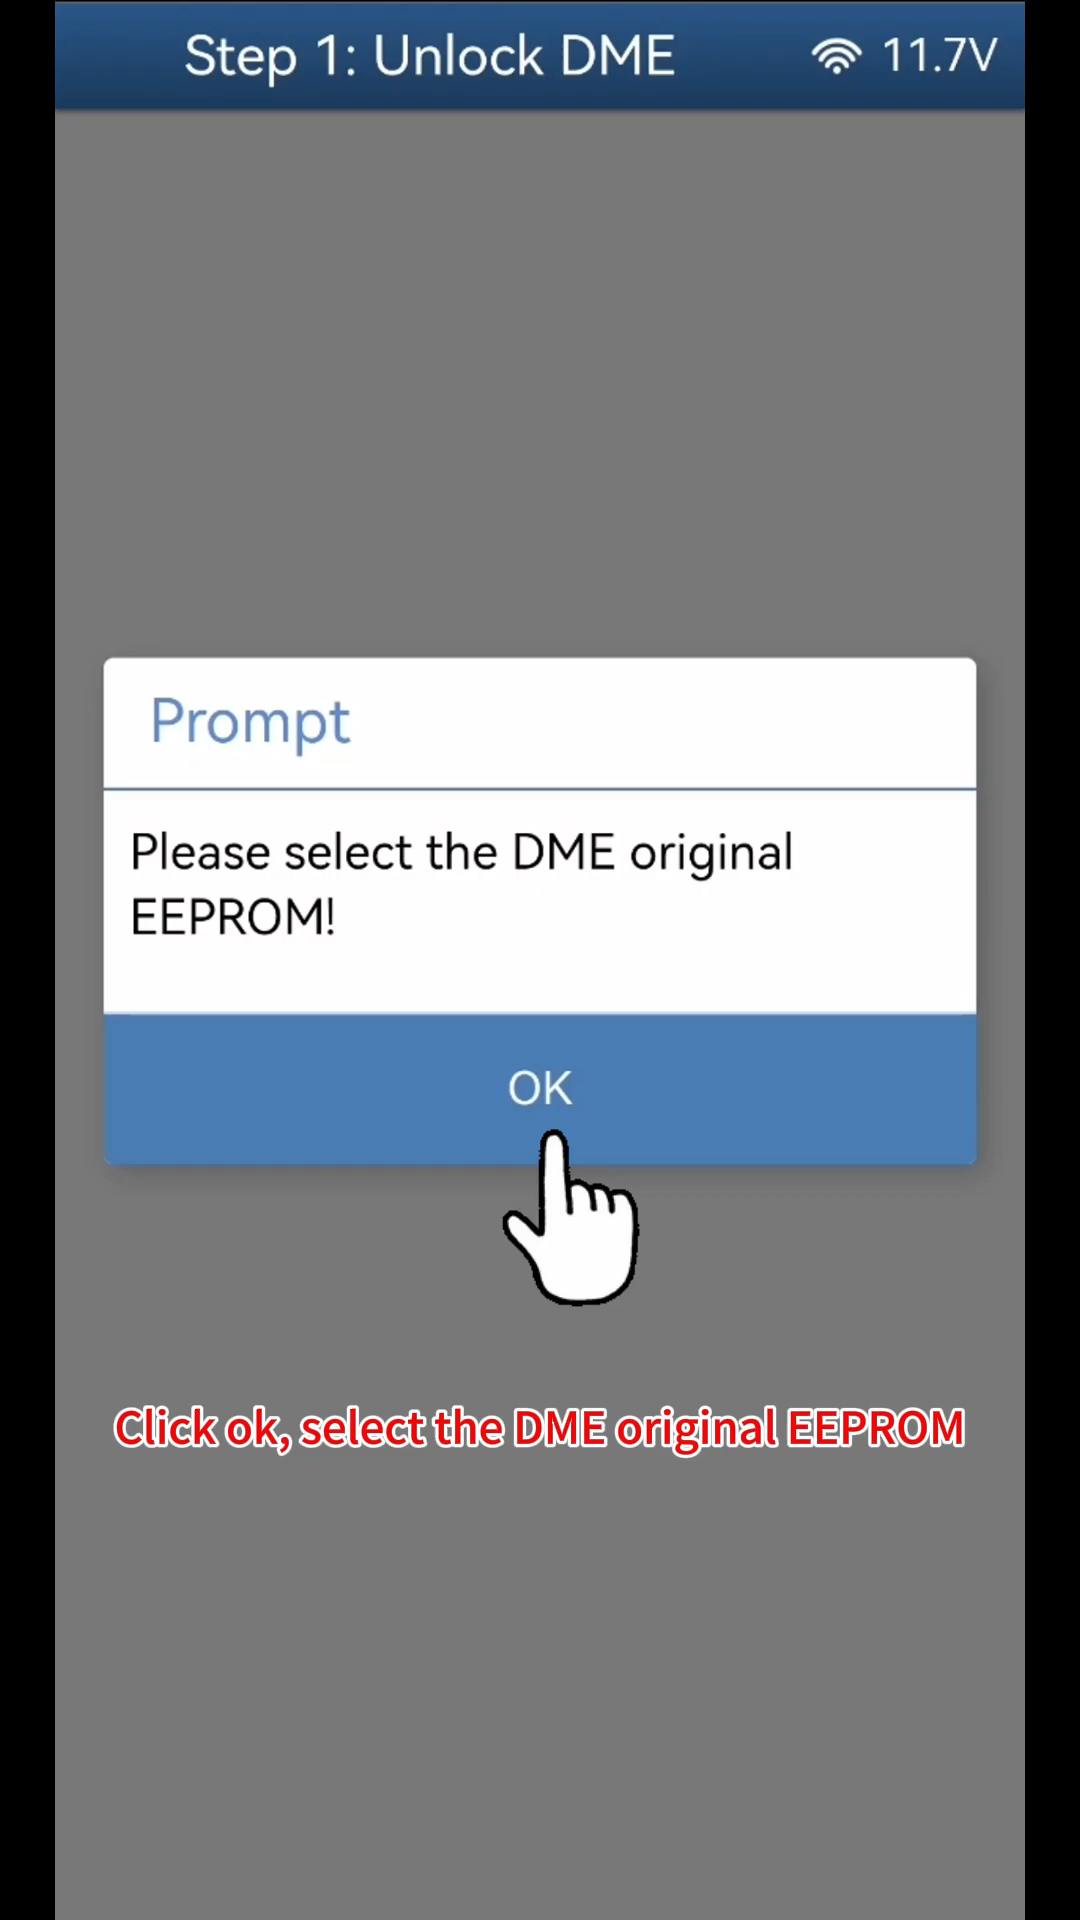 Step 1: Unlock DME 11.7V
Prompt
Please select the DME original
EEPROM!
OK
Click ok, select the DME original EEPROM